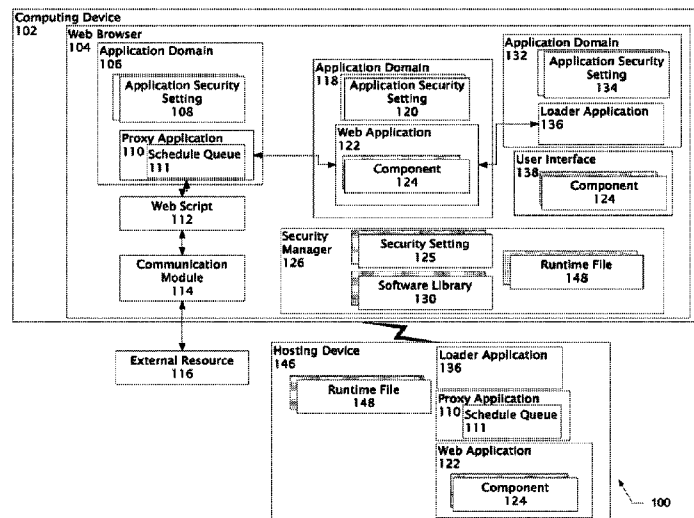 Computing Device
102
Web Browser
104
Application Domain
106
Application Security
Setting
108
Proxy Application
110
Schedule Queue
111
Web Script
112
Communication
Module
114
External Resource
116
Application Domain
118
Application Security
Setting
120
Web Application
122
Component
124
Application Domain
132
Application Security
Setting
134
Loader Application
136
User Interface
138
Component
124
Security
Manager
126
Security Setting
125
Software Library
130
Runtime File
148
Hosting Device
146
Runtime File
148
Loader Application
136
Proxy Application
110
Schedule Queue
111
Web Application
122
Component
124
100